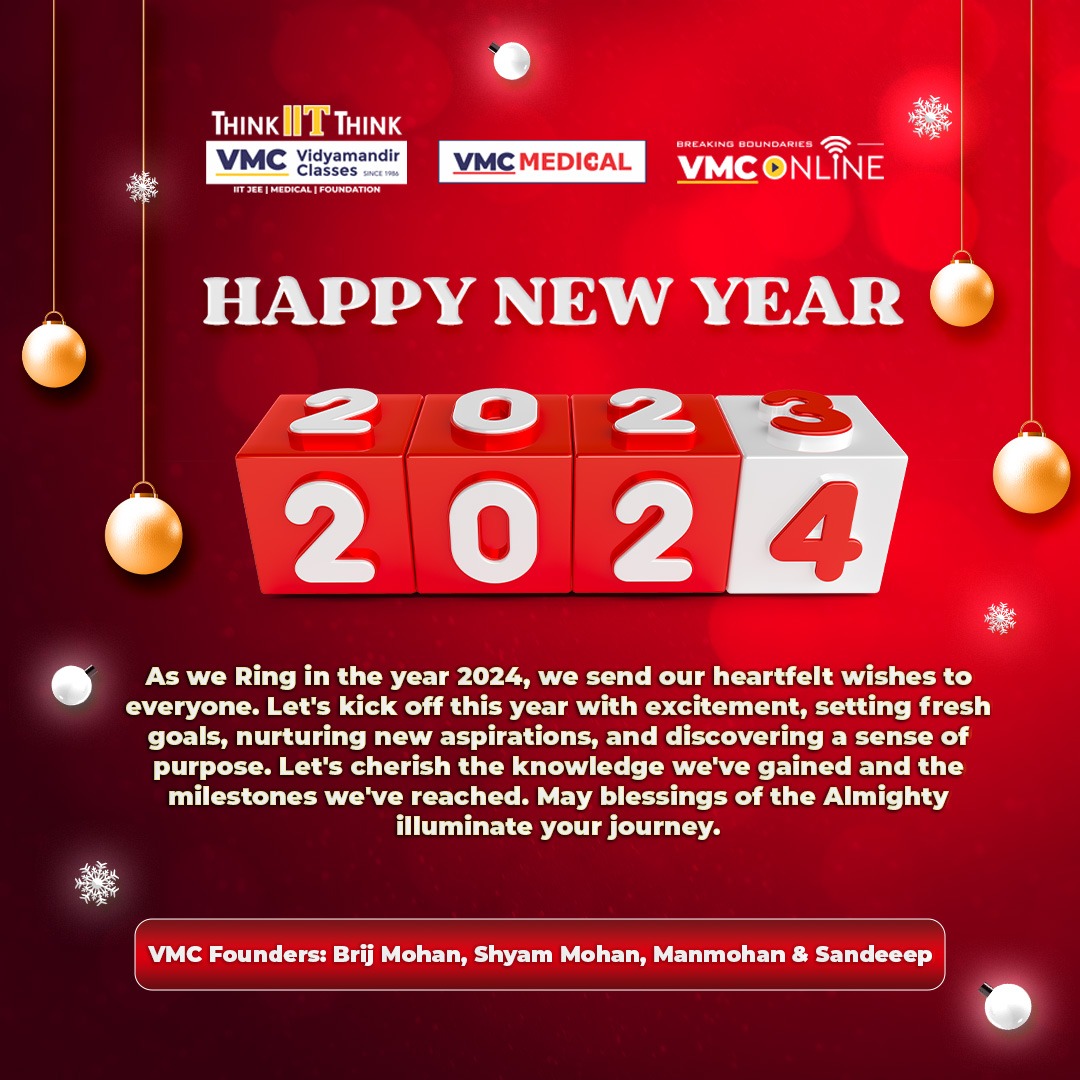 THINK IIT THINK
VMC Vidyamandir Classes SINCE 1986
IIT JEE | MEDICAL | FOUNDATION
VMC MEDICAL
BREAKING BOUNDARIES
VMC ONLINE
HAPPY NEW YEAR
2023
2024
As we Ring in the year 2024, we send our heartfelt wishes to
everyone. Let's kick off this year with excitement, setting fresh
goals, nurturing new aspirations, and discovering a sense of
purpose. Let's cherish the knowledge we've gained and the
milestones we've reached. May blessings of the Almighty
illuminate your journey.
VMC Founders: Brij Mohan, Shyam Mohan, Manmohan & Sandeeep